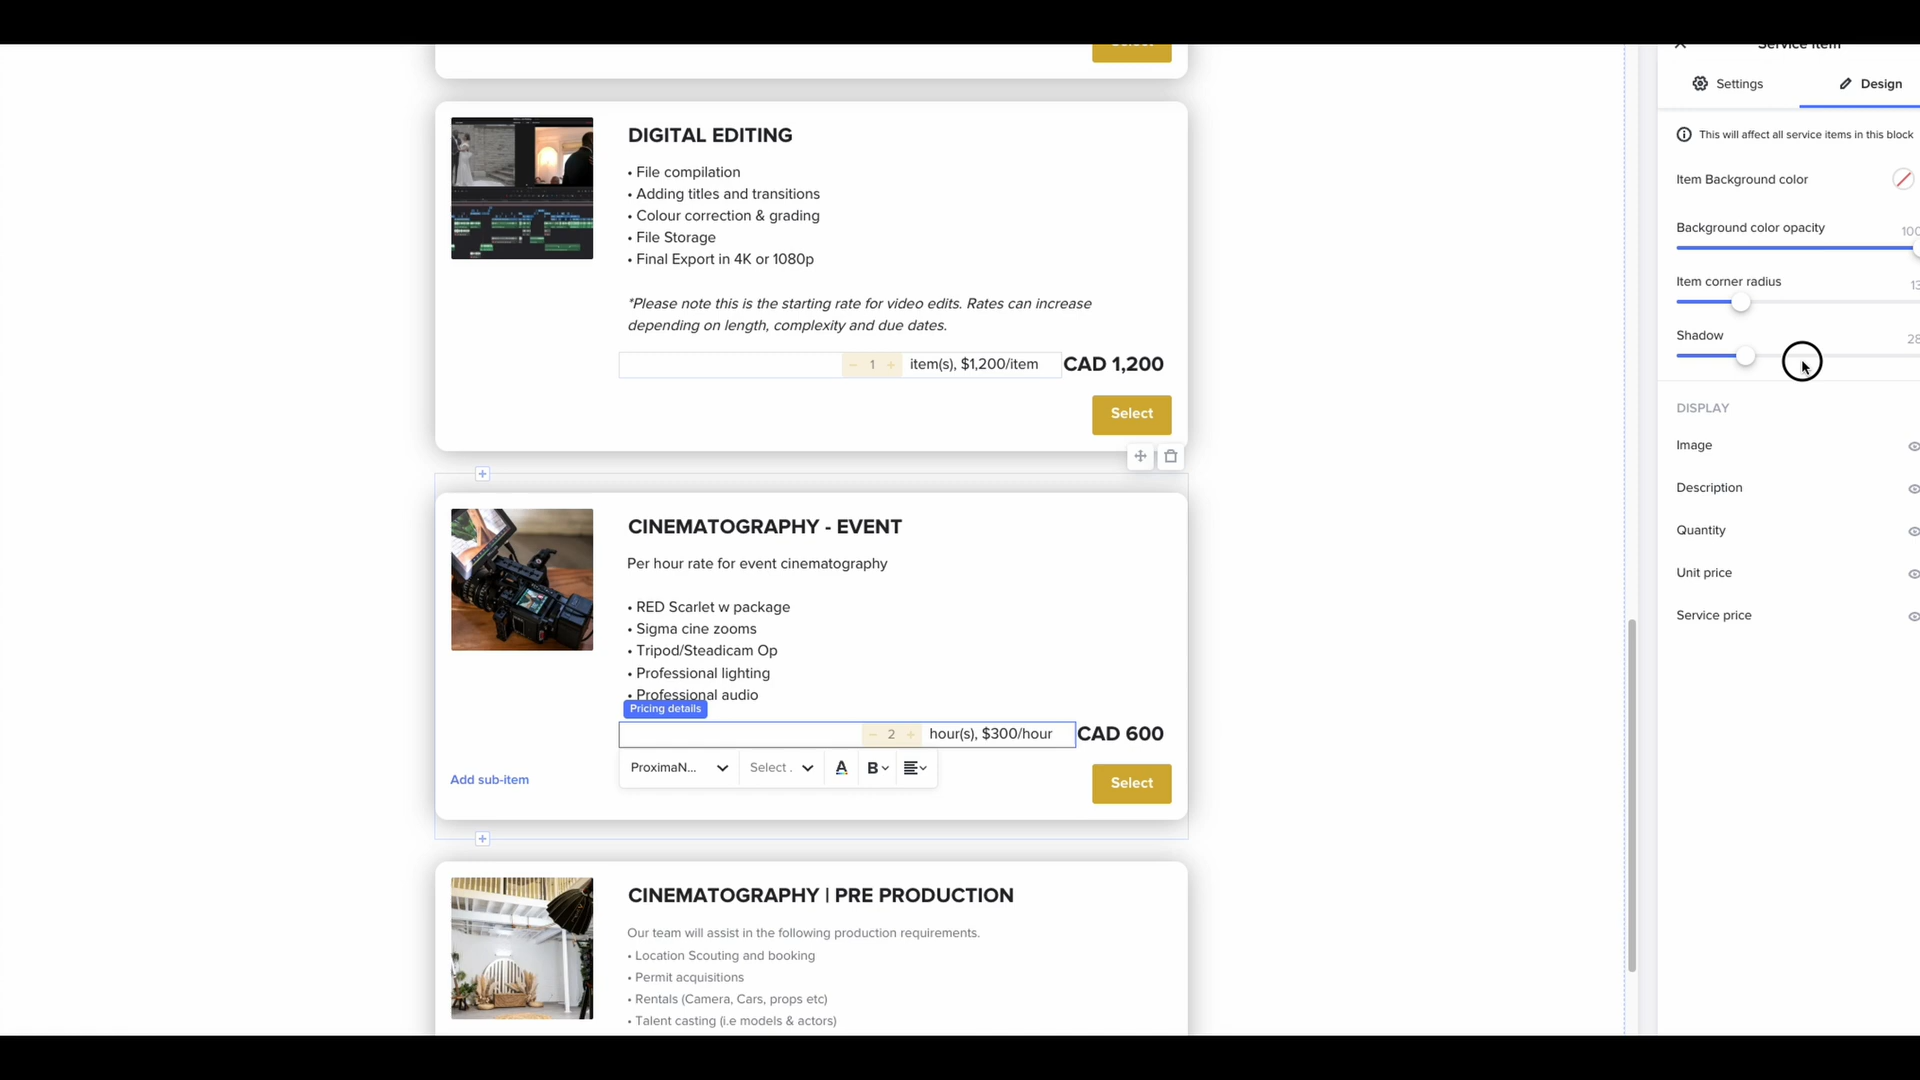 Select
Service Item
Settings
Design
This will affect all service items in this block
Item Background color
Background color opacity
100
Item corner radius
13
Shadow
28
DISPLAY
Image
Description
Quantity
Unit price
Service price
DIGITAL EDITING
• File compilation
• Adding titles and transitions
• Colour correction & grading
• File Storage
• Final Export in 4K or 1080p
*Please note this is the starting rate for video edits. Rates can increase
depending on length, complexity and due dates.
− 1 + item(s), $1,200/item CAD 1,200
Select
CINEMATOGRAPHY - EVENT
Per hour rate for event cinematography
• RED Scarlet w package
• Sigma cine zooms
• Tripod/Steadicam Op
• Professional lighting
• Professional audio
Pricing details
− 2 + hour(s), $300/hour CAD 600
ProximaN... Select . A B
Add sub-item
Select
CINEMATOGRAPHY | PRE PRODUCTION
Our team will assist in the following production requirements.
• Location Scouting and booking
• Permit acquisitions
• Rentals (Camera, Cars, props etc)
• Talent casting (i.e models & actors)